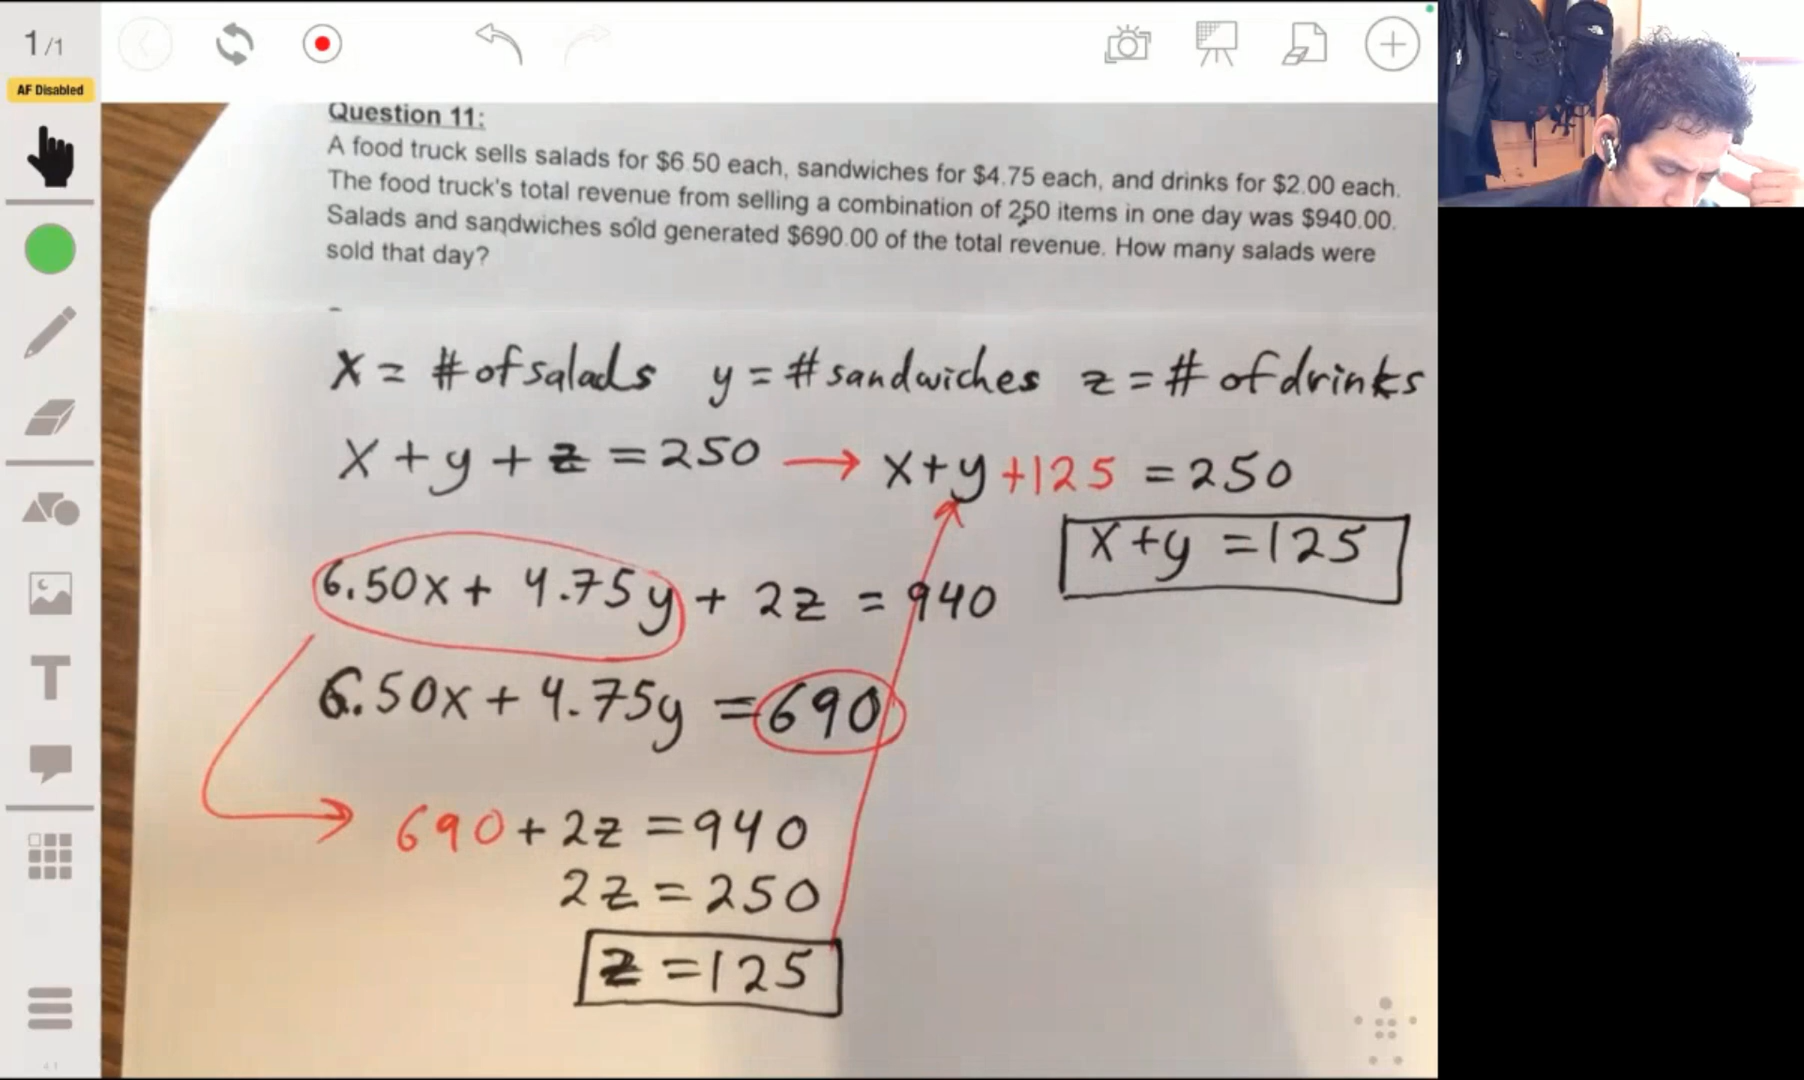 1/1
AF Disabled
Question 11:
A food truck sells salads for $6.50 each, sandwiches for $4.75 each, and drinks for $2.00 each.
The food truck's total revenue from selling a combination of 250 items in one day was $940.00.
Salads and sandwiches sold generated $690.00 of the total revenue. How many salads were
sold that day?
x = # of salads y = # sandwiches z = # of drinks
x + y + z = 250 → x + y + 125 = 250
x + y = 125
6.50x + 4.75y + 2z = 940
6.50x + 4.75y = 690
690 + 2z = 940
2z = 250
z = 125
T